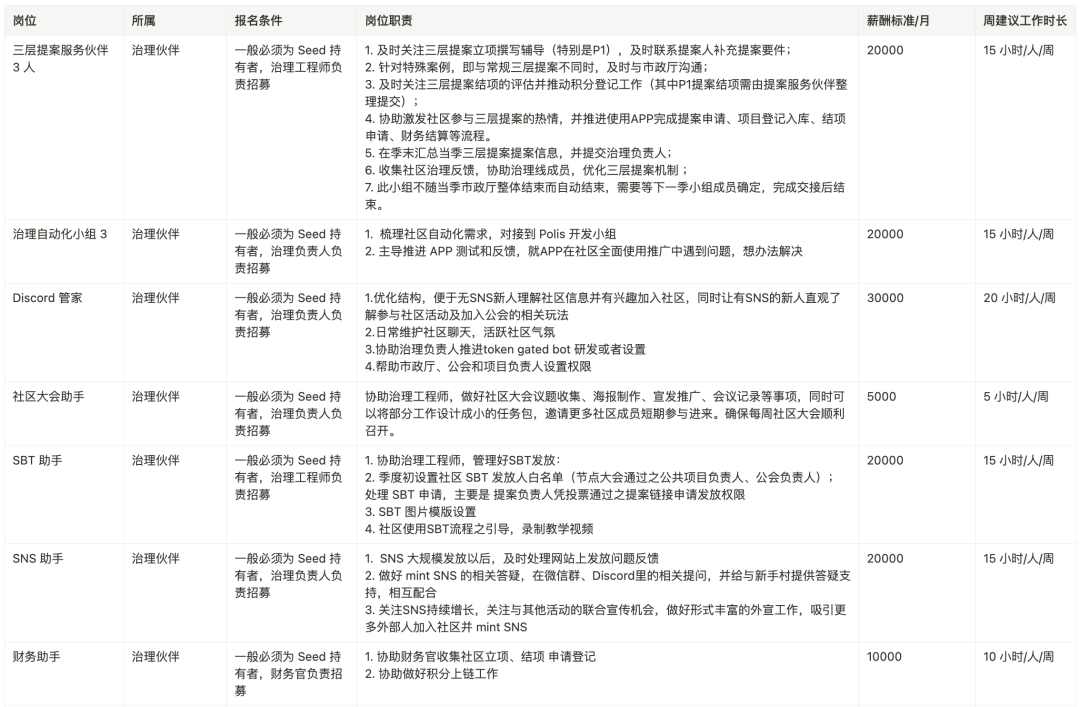 岗位 所属 报名条件 岗位职责 薪酬标准/月 周建议工作时长
三层提案服务伙伴
3 人
治理伙伴
一般必须为 Seed 持
有者，治理工程师负
责招募
1. 及时关注三层提案立项撰写辅导（特别是P1），及时联系提案人补充提案要件；
2. 针对特殊案例，即与常规三层提案不同时，及时与市政厅沟通；
3. 及时关注三层提案结项的评估并推动积分登记工作（其中P1提案结项需由提案服务伙伴整
理提交）；
4. 协助激发社区参与三层提案的热情，并推进使用APP完成提案申请、项目登记入库、结项
申请、财务结算等流程。
5. 在季末汇总当季三层提案提案信息，并提交治理负责人；
6. 收集社区治理反馈，协助治理线成员，优化三层提案机制；
7. 此小组不随当季市政厅整体结束而自动结束，需要等下一季小组成员确定，完成交接后结
束。
20000
15 小时/人/周
治理自动化小组 3
治理伙伴
一般必须为 Seed 持
有者，治理负责人负
责招募
1. 梳理社区自动化需求，对接到 Polis 开发小组
2. 主导推进 APP 测试和反馈，就APP在社区全面使用推广中遇到问题，想办法解决
20000
15 小时/人/周
Discord 管家
治理伙伴
一般必须为 Seed 持
有者，治理负责人负
责招募
1.优化结构，便于无SNS新人理解社区信息并有兴趣加入社区，同时让有SNS的新人直观了
解参与社区活动及加入公会的相关玩法
2.日常维护社区聊天，活跃社区气氛
3.协助治理负责人推进token gated bot 研发或者设置
4.帮助市政厅、公会和项目负责人设置权限
30000
20 小时/人/周
社区大会助手
治理伙伴
一般必须为 Seed 持
有者，治理负责人负
责招募
协助治理工程师，做好社区大会议题收集、海报制作、宣发推广、会议记录等事项，同时可
以将部分工作设计成小的任务包，邀请更多社区成员短期参与进来。确保每周社区大会顺利
召开。
5000
5 小时/人/周
SBT 助手
治理伙伴
一般必须为 Seed 持
有者，治理工程师负
责招募
1. 协助治理工程师，管理好SBT发放：
2. 季度初设置社区 SBT 发放人白名单（节点大会通过之公共项目负责人、公会负责人）；
处理 SBT 申请，主要是 提案负责人凭投票通过之提案链接申请发放权限
3. SBT 图片模版设置
4. 社区使用SBT流程之引导，录制教学视频
20000
15 小时/人/周
SNS 助手
治理伙伴
一般必须为 Seed 持
有者，治理负责人负
责招募
1. SNS 大规模发放以后，及时处理网站上发放问题反馈
2. 做好 mint SNS 的相关答疑，在微信群、Discord里的相关提问，并给与新手村提供答疑支
持，相互配合
3. 关注SNS持续增长，关注与其他活动的联合宣传机会，做好形式丰富的外宣工作，吸引更
多外部人加入社区并 mint SNS
20000
15 小时/人/周
财务助手
治理伙伴
一般必须为 Seed 持
有者，财务官负责招
募
1. 协助财务官收集社区立项、结项 申请登记
2. 协助做好积分上链工作
10000
10 小时/人/周